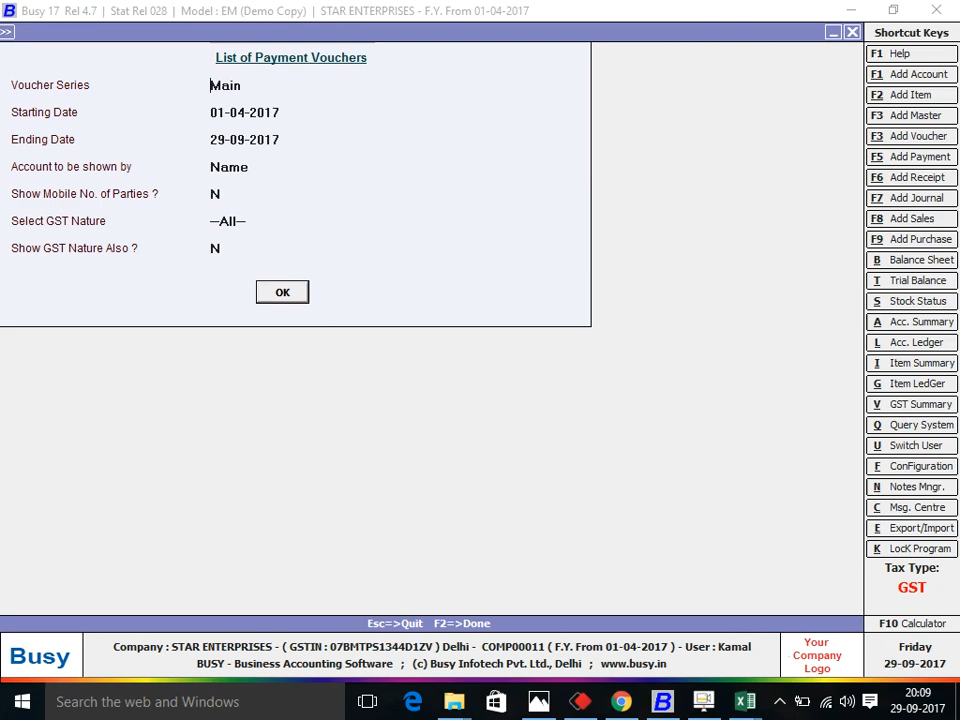 Busy 17 Rel 4.7 | Stat Rel 028 | Model : EM (Demo Copy) | STAR ENTERPRISES - F.Y. From 01-04-2017
>>
List of Payment Vouchers
Voucher Series Main
Starting Date 01-04-2017
Ending Date 29-09-2017
Account to be shown by Name
Show Mobile No. of Parties ? N
Select GST Nature ---All---
Show GST Nature Also ? N
OK
Shortcut Keys
F1 Help
F1 Add Account
F2 Add Item
F3 Add Master
F3 Add Voucher
F5 Add Payment
F6 Add Receipt
F7 Add Journal
F8 Add Sales
F9 Add Purchase
B Balance Sheet
T Trial Balance
S Stock Status
A Acc. Summary
L Acc. Ledger
I Item Summary
G Item LedGer
V GST Summary
Q Query System
U Switch User
F ConFiguration
N Notes Mngr.
C Msg. Centre
E Export/Import
K LocK Program
Tax Type:
GST
Esc=>Quit F2=>Done
F10 Calculator
Busy
Company : STAR ENTERPRISES - ( GSTIN : 07BMTPS1344D1ZV ) Delhi - COMP00011 ( F.Y. From 01-04-2017 ) - User : Kamal
BUSY - Business Accounting Software ; (c) Busy Infotech Pvt. Ltd., Delhi ; www.busy.in
Your
Company
Logo
Friday
29-09-2017
Search the web and Windows
20:09
29-09-2017